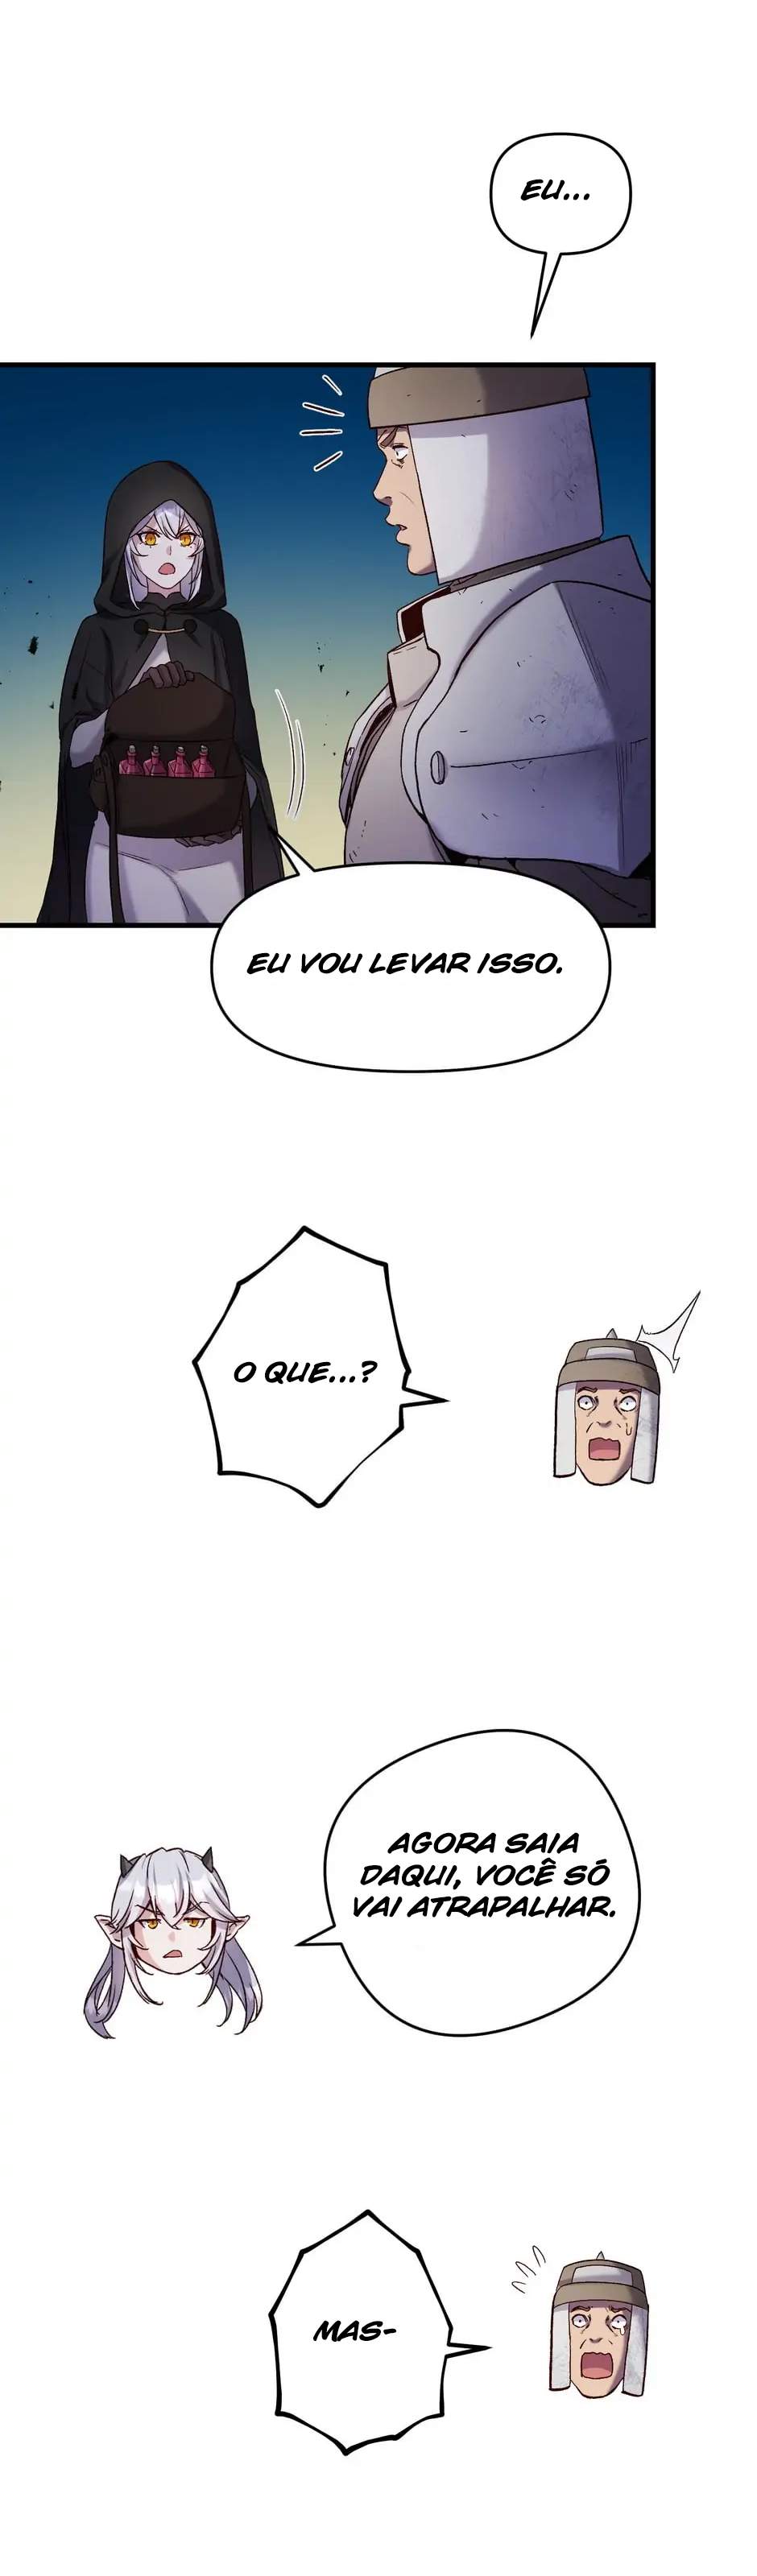 EU...
EU VOU LEVAR ISSO.
O QUE...?
AGORA SAIA
DAQUI, VOCÊ SÓ
VAI ATRAPALHAR.
MAS-